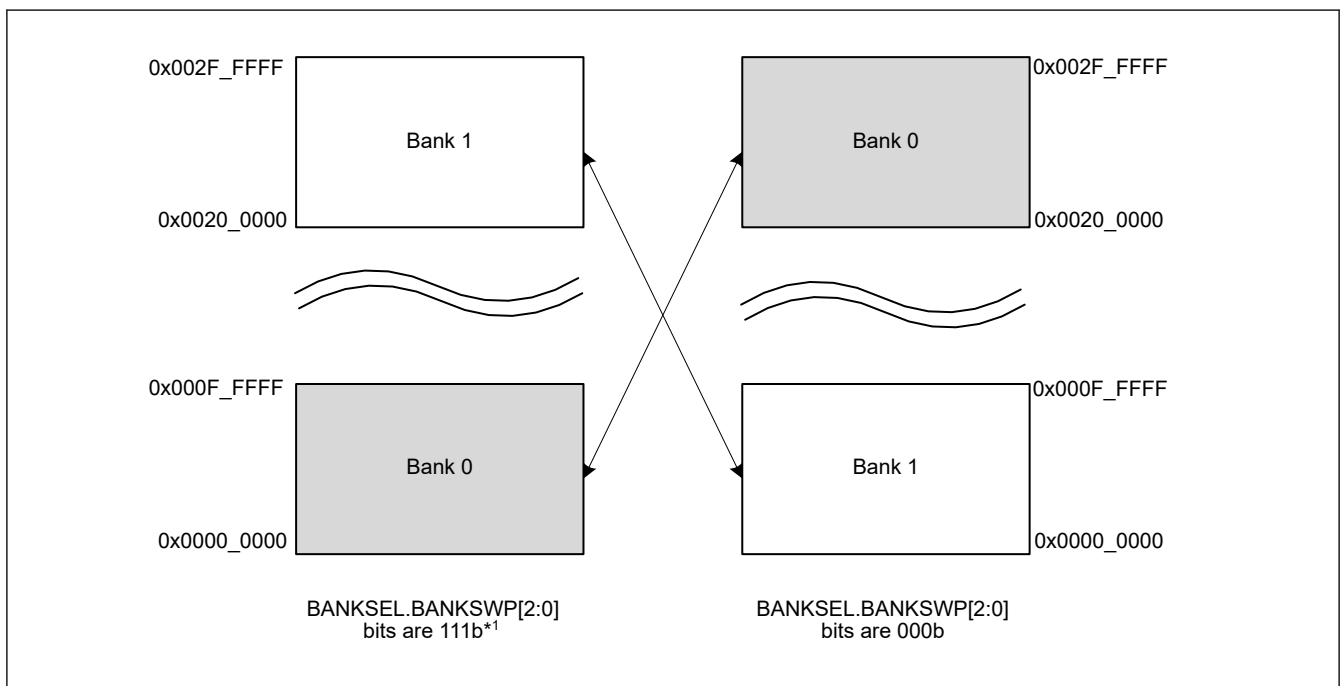 0x002F_FFFF
Bank 1
0x0020_0000
0x002F_FFFF
Bank 0
0x0020_0000
0x000F_FFFF
Bank 0
0x0000_0000
0x000F_FFFF
Bank 1
0x0000_0000
BANKSEL.BANKSWP[2:0]
bits are 111b*1
BANKSEL.BANKSWP[2:0]
bits are 000b